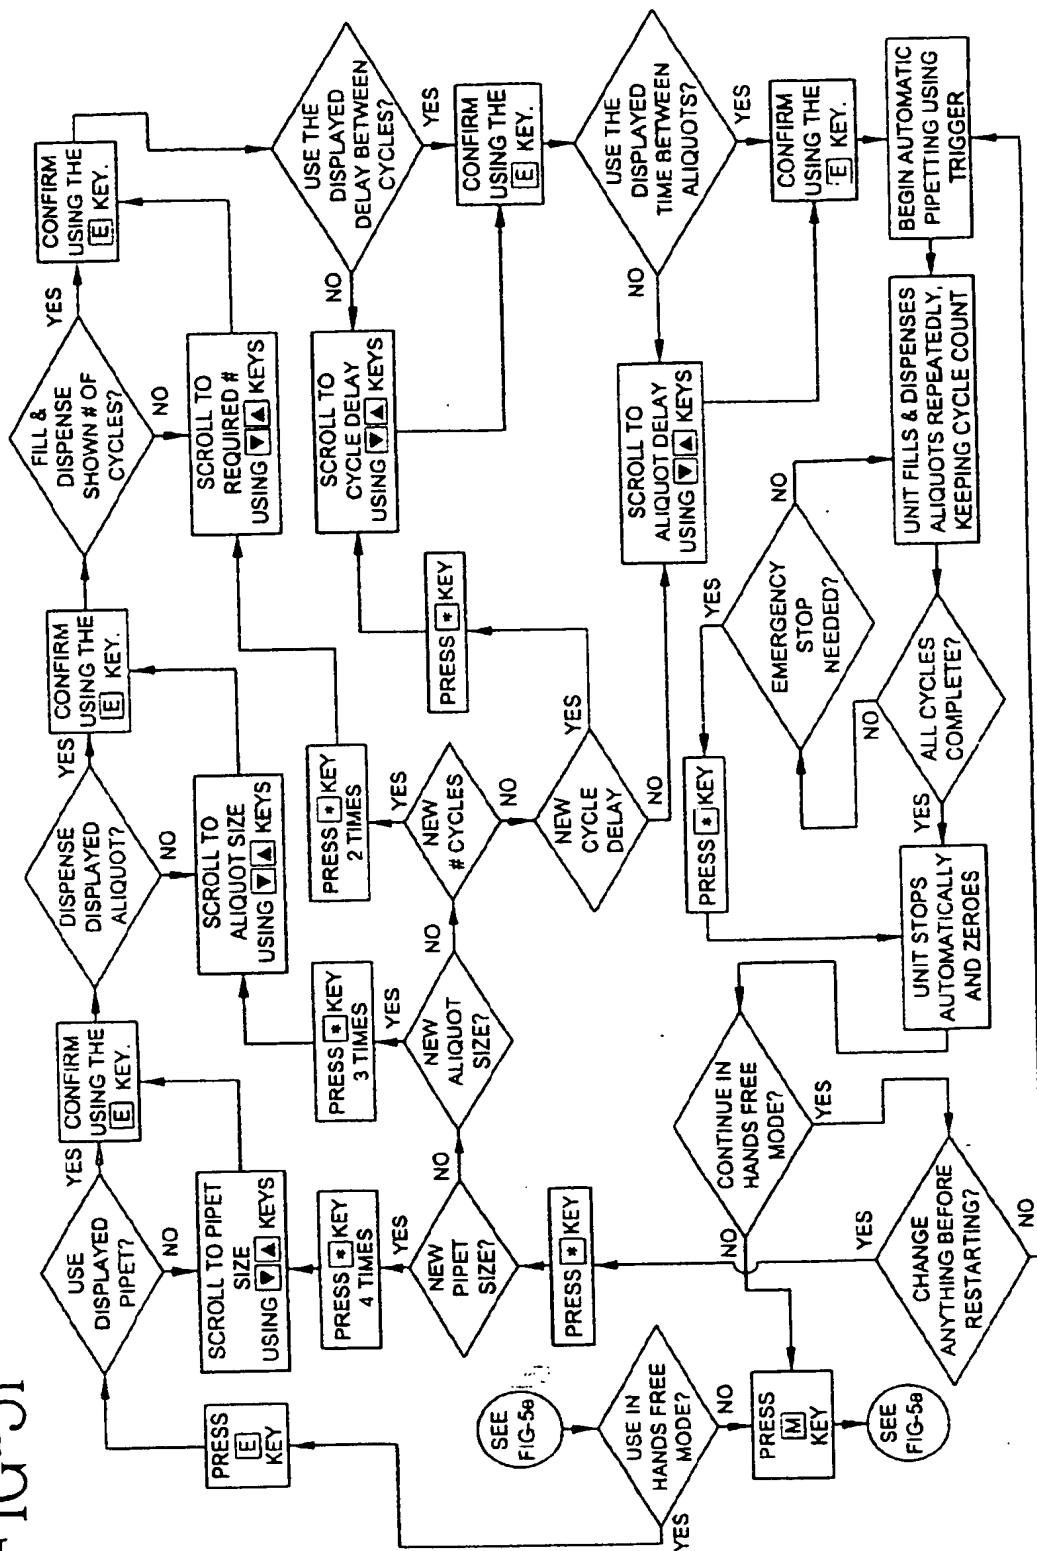 FIG-5f
SEE
FIG-5e
USE IN
HANDS FREE
MODE?
YES
NO
PRESS
M
KEY
SEE
FIG-5a
PRESS
E
KEY
USE
DISPLAYED
PIPET?
YES
NO
CONFIRM
USING THE
E KEY.
SCROLL TO PIPET
SIZE
USING ▼▲ KEYS
DISPENSE
DISPLAYED
ALIQUOT?
YES
NO
CONFIRM
USING THE
E KEY.
SCROLL TO
ALIQUOT SIZE
USING ▼▲ KEYS
FILL &
DISPENSE
SHOWN # OF
CYCLES?
YES
NO
CONFIRM
USING THE
E KEY.
SCROLL TO
REQUIRED #
USING ▼▲ KEYS
USE THE
DISPLAYED
DELAY BETWEEN
CYCLES?
YES
NO
CONFIRM
USING THE
E KEY.
SCROLL TO
CYCLE DELAY
USING ▼▲ KEYS
USE THE
DISPLAYED
TIME BETWEEN
ALIQUOTS?
YES
NO
CONFIRM
USING THE
E KEY.
SCROLL TO
ALIQUOT DELAY
USING ▼▲ KEYS
BEGIN AUTOMATIC
PIPETTING USING
TRIGGER
UNIT FILLS & DISPENSES
ALIQUOTS REPEATEDLY,
KEEPING CYCLE COUNT
ALL CYCLES
COMPLETE?
NO
YES
EMERGENCY
STOP
NEEDED?
NO
YES
PRESS * KEY
UNIT STOPS
AUTOMATICALLY
AND ZEROES
CONTINUE IN
HANDS FREE
MODE?
YES
NO
CHANGE
ANYTHING BEFORE
RESTARTING?
YES
NO
PRESS * KEY
NEW
PIPET
SIZE?
YES
NO
PRESS * KEY
4 TIMES
NEW
ALIQUOT
SIZE?
YES
NO
PRESS * KEY
3 TIMES
NEW
# CYCLES
YES
NO
PRESS * KEY
2 TIMES
NEW
CYCLE
DELAY
YES
NO
PRESS * KEY